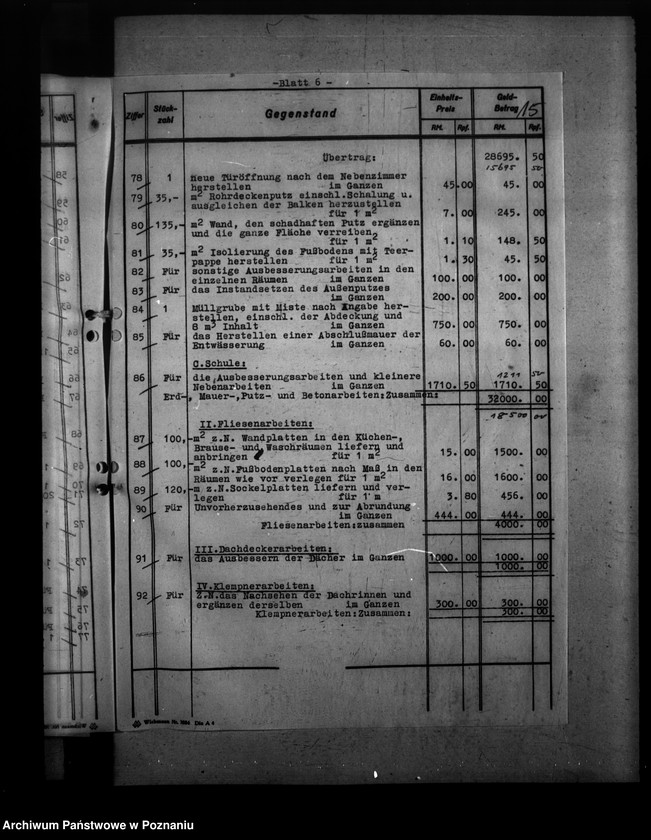 -Blatt 6 -
Ziffer Stück-zahl Gegenstand Einheits-Preis Geld-Betrag 15
RM. Rpf. RM. Rpf.
Übertrag: 28695. 50
15695 50
78 1 neue Türöffnung nach dem Nebenzimmer
herstellen im Ganzen 45. 00 45. 00
79 35,- m² Rohrdeckenputz einschl. Schalung u.
ausgleichen der Balken herzustellen
für 1 m² 7. 00 245. 00
80 135,- m² Wand, den schadhaften Putz ergänzen
und die ganze Fläche verreiben
für 1 m² 1. 10 148. 50
81 35,- m² Isolierung des Fußbodens mit Teer-
pappe herstellen für 1 m² 1. 30 45. 50
82 Für sonstige Ausbesserungsarbeiten in den
einzelnen Räumen im Ganzen 100. 00 100. 00
83 Für das Instandsetzen des Außenputzes
im Ganzen 200. 00 200. 00
84 1 Müllgrube mit Miste nach Angabe her-
stellen, einschl. der Abdeckung und
8 m³ Inhalt im Ganzen 750. 00 750. 00
85 Für das Herstellen einer Abschlußmauer der
Entwässerung im Ganzen 60. 00 60. 00
C.Schule: 1211 50
86 Für die Ausbesserungsarbeiten und kleinere
Nebenarbeiten im Ganzen 1710. 50 1710. 50
Erd-, Mauer-,Putz- und Betonarbeiten:Zusammen: 32000. 00
18500 00
II.Fliesenarbeiten:
87 100,- m² z.N. Wandplatten in den Küchen-,
Brause- und Waschräumen liefern und
anbringen für 1 m² 15. 00 1500. 00
88 100,- m² z.N.Fußbodenplatten nach Maß in den
Räumen wie vor verlegen für 1 m² 16. 00 1600. 00
89 120,- m z.N.Sockelplatten liefern und ver-
legen für 1 m 3. 80 456. 00
90 Für Unvorherzusehendes und zur Abrundung
im Ganzen 444. 00 444. 00
Fliesenarbeiten:zusammen 4000. 00
III.Dachdeckerarbeiten:
91 Für das Ausbessern der Dächer im Ganzen 1000. 00 1000. 00
1000. 00
IV.Klempnerarbeiten:
92 Für Z.N.das Nachsehen der Dachrinnen und
ergänzen derselben im Ganzen 300. 00 300. 00
Klempnerarbeiten:Zusammen: 300. 00
Archiwum Państwowe w Poznaniu